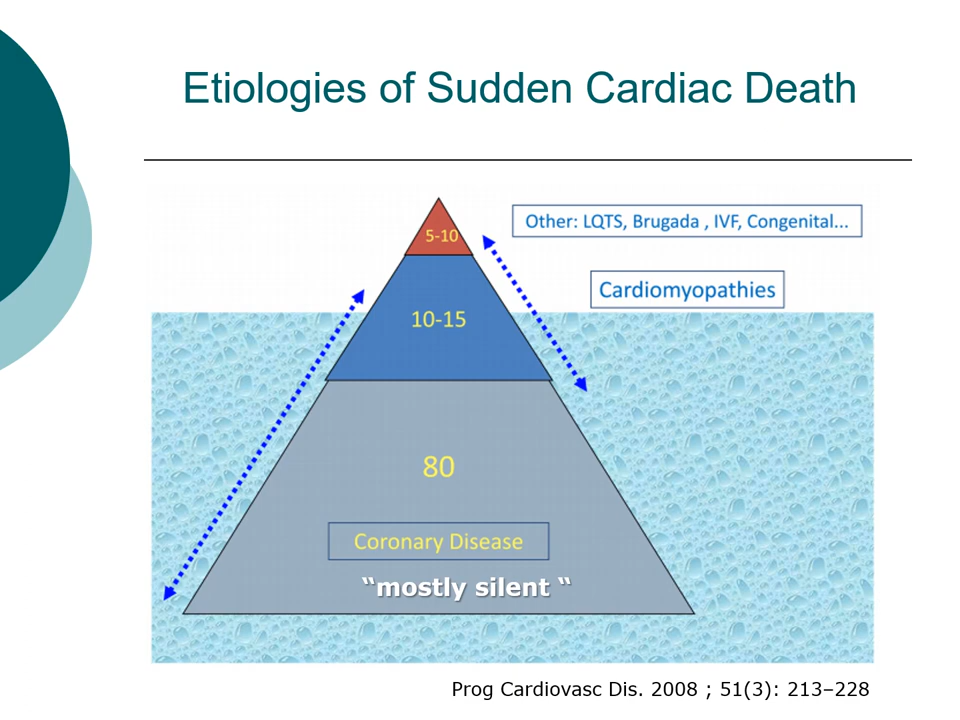 Etiologies of Sudden Cardiac Death
5-10
Other: LQTS, Brugada , IVF, Congenital...
Cardiomyopathies
10-15
80
Coronary Disease
“mostly silent “
Prog Cardiovasc Dis. 2008 ; 51(3): 213–228